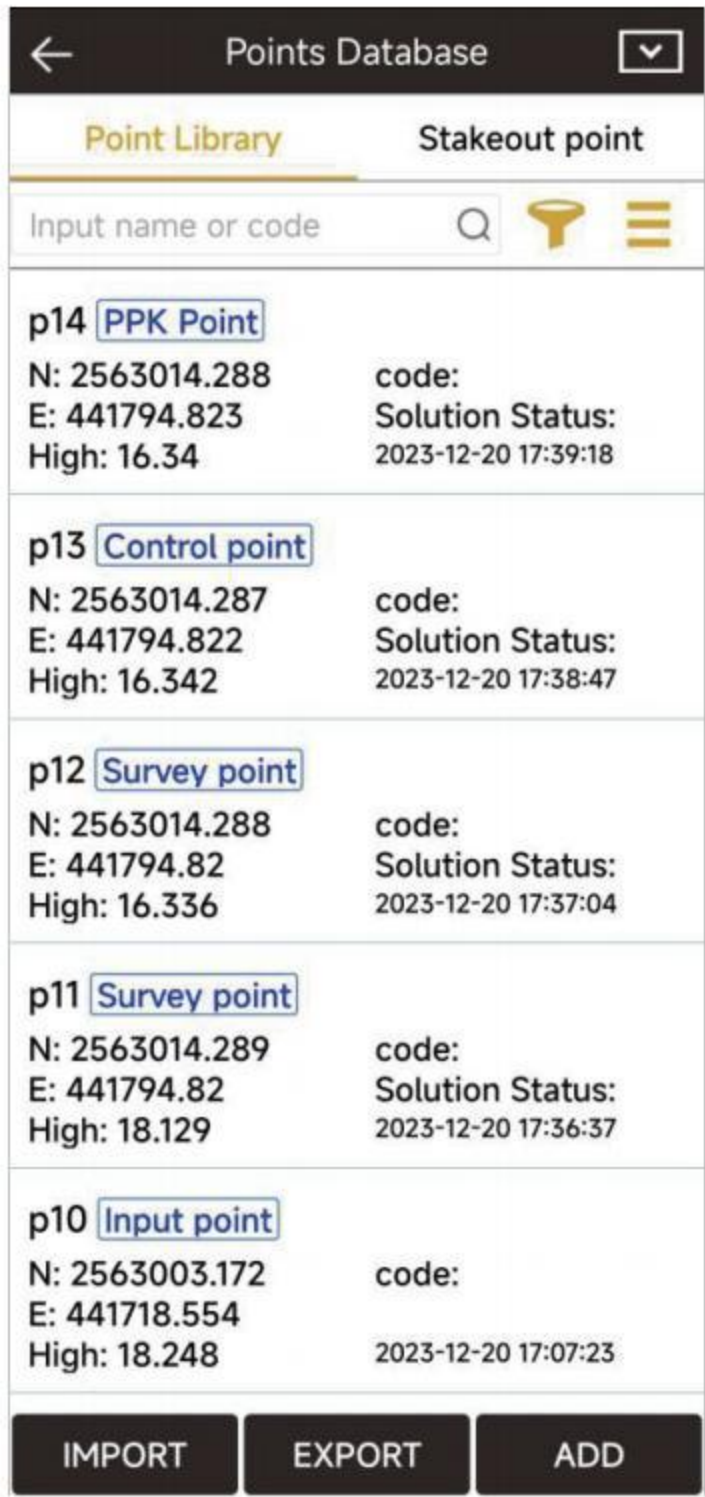 Points Database
Point Library Stakeout point
Input name or code
p14 PPK Point
N: 2563014.288 code:
E: 441794.823 Solution Status:
High: 16.34 2023-12-20 17:39:18
p13 Control point
N: 2563014.287 code:
E: 441794.822 Solution Status:
High: 16.342 2023-12-20 17:38:47
p12 Survey point
N: 2563014.288 code:
E: 441794.82 Solution Status:
High: 16.336 2023-12-20 17:37:04
p11 Survey point
N: 2563014.289 code:
E: 441794.82 Solution Status:
High: 18.129 2023-12-20 17:36:37
p10 Input point
N: 2563003.172 code:
E: 441718.554
High: 18.248 2023-12-20 17:07:23
IMPORT EXPORT ADD